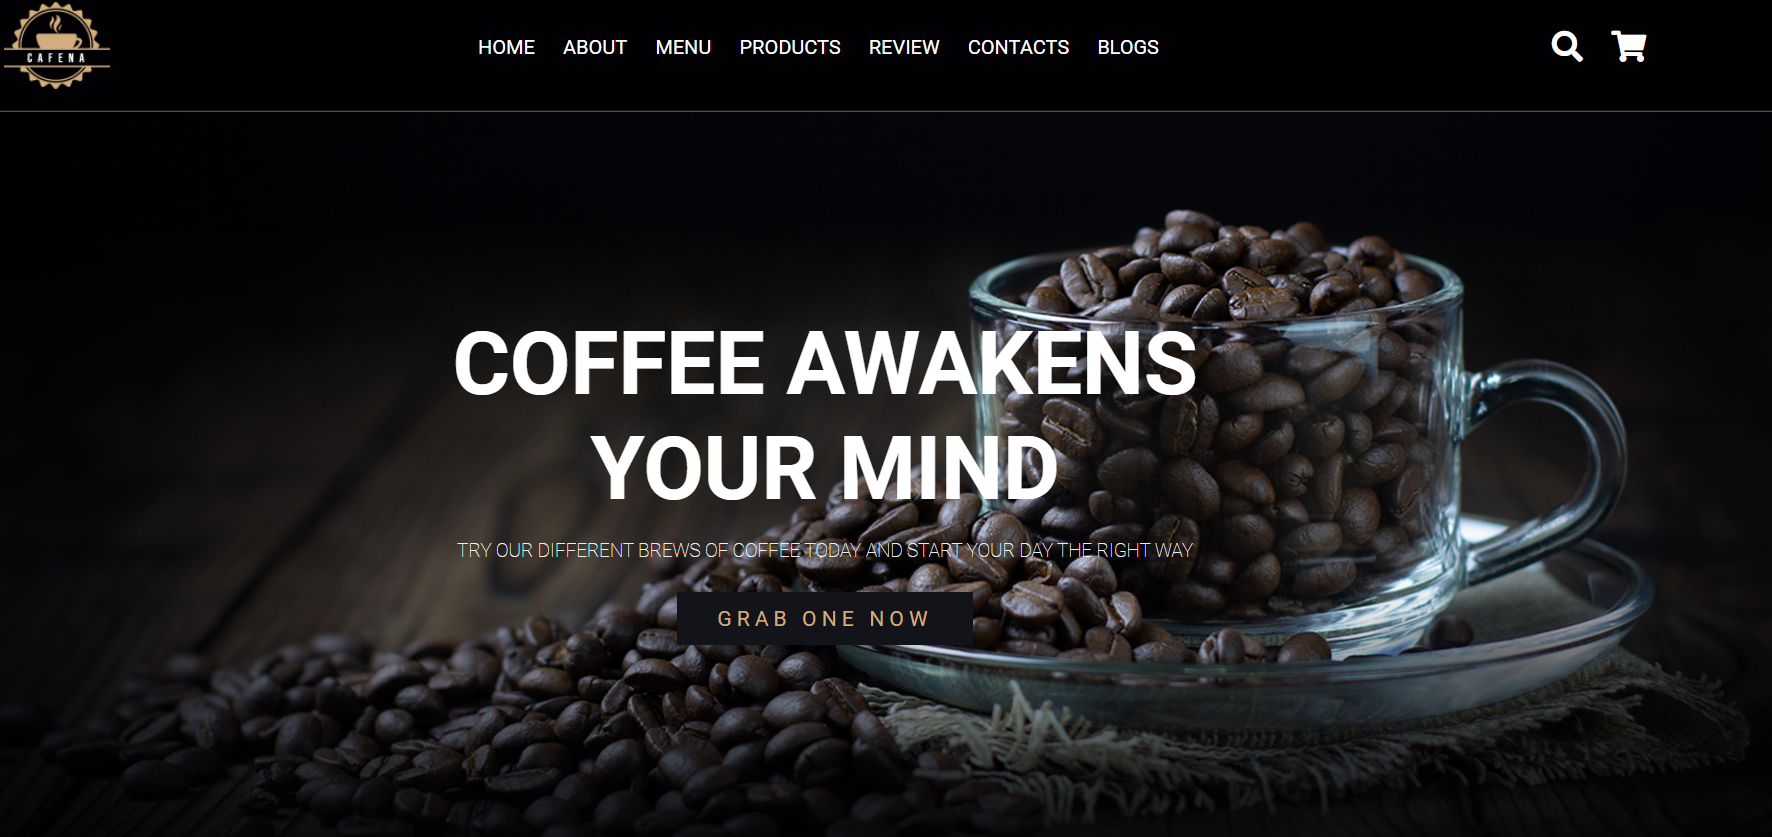 CAFENA
HOME ABOUT MENU PRODUCTS REVIEW CONTACTS BLOGS
COFFEE AWAKENS
YOUR MIND
TRY OUR DIFFERENT BREWS OF COFFEE TODAY AND START YOUR DAY THE RIGHT WAY
GRAB ONE NOW